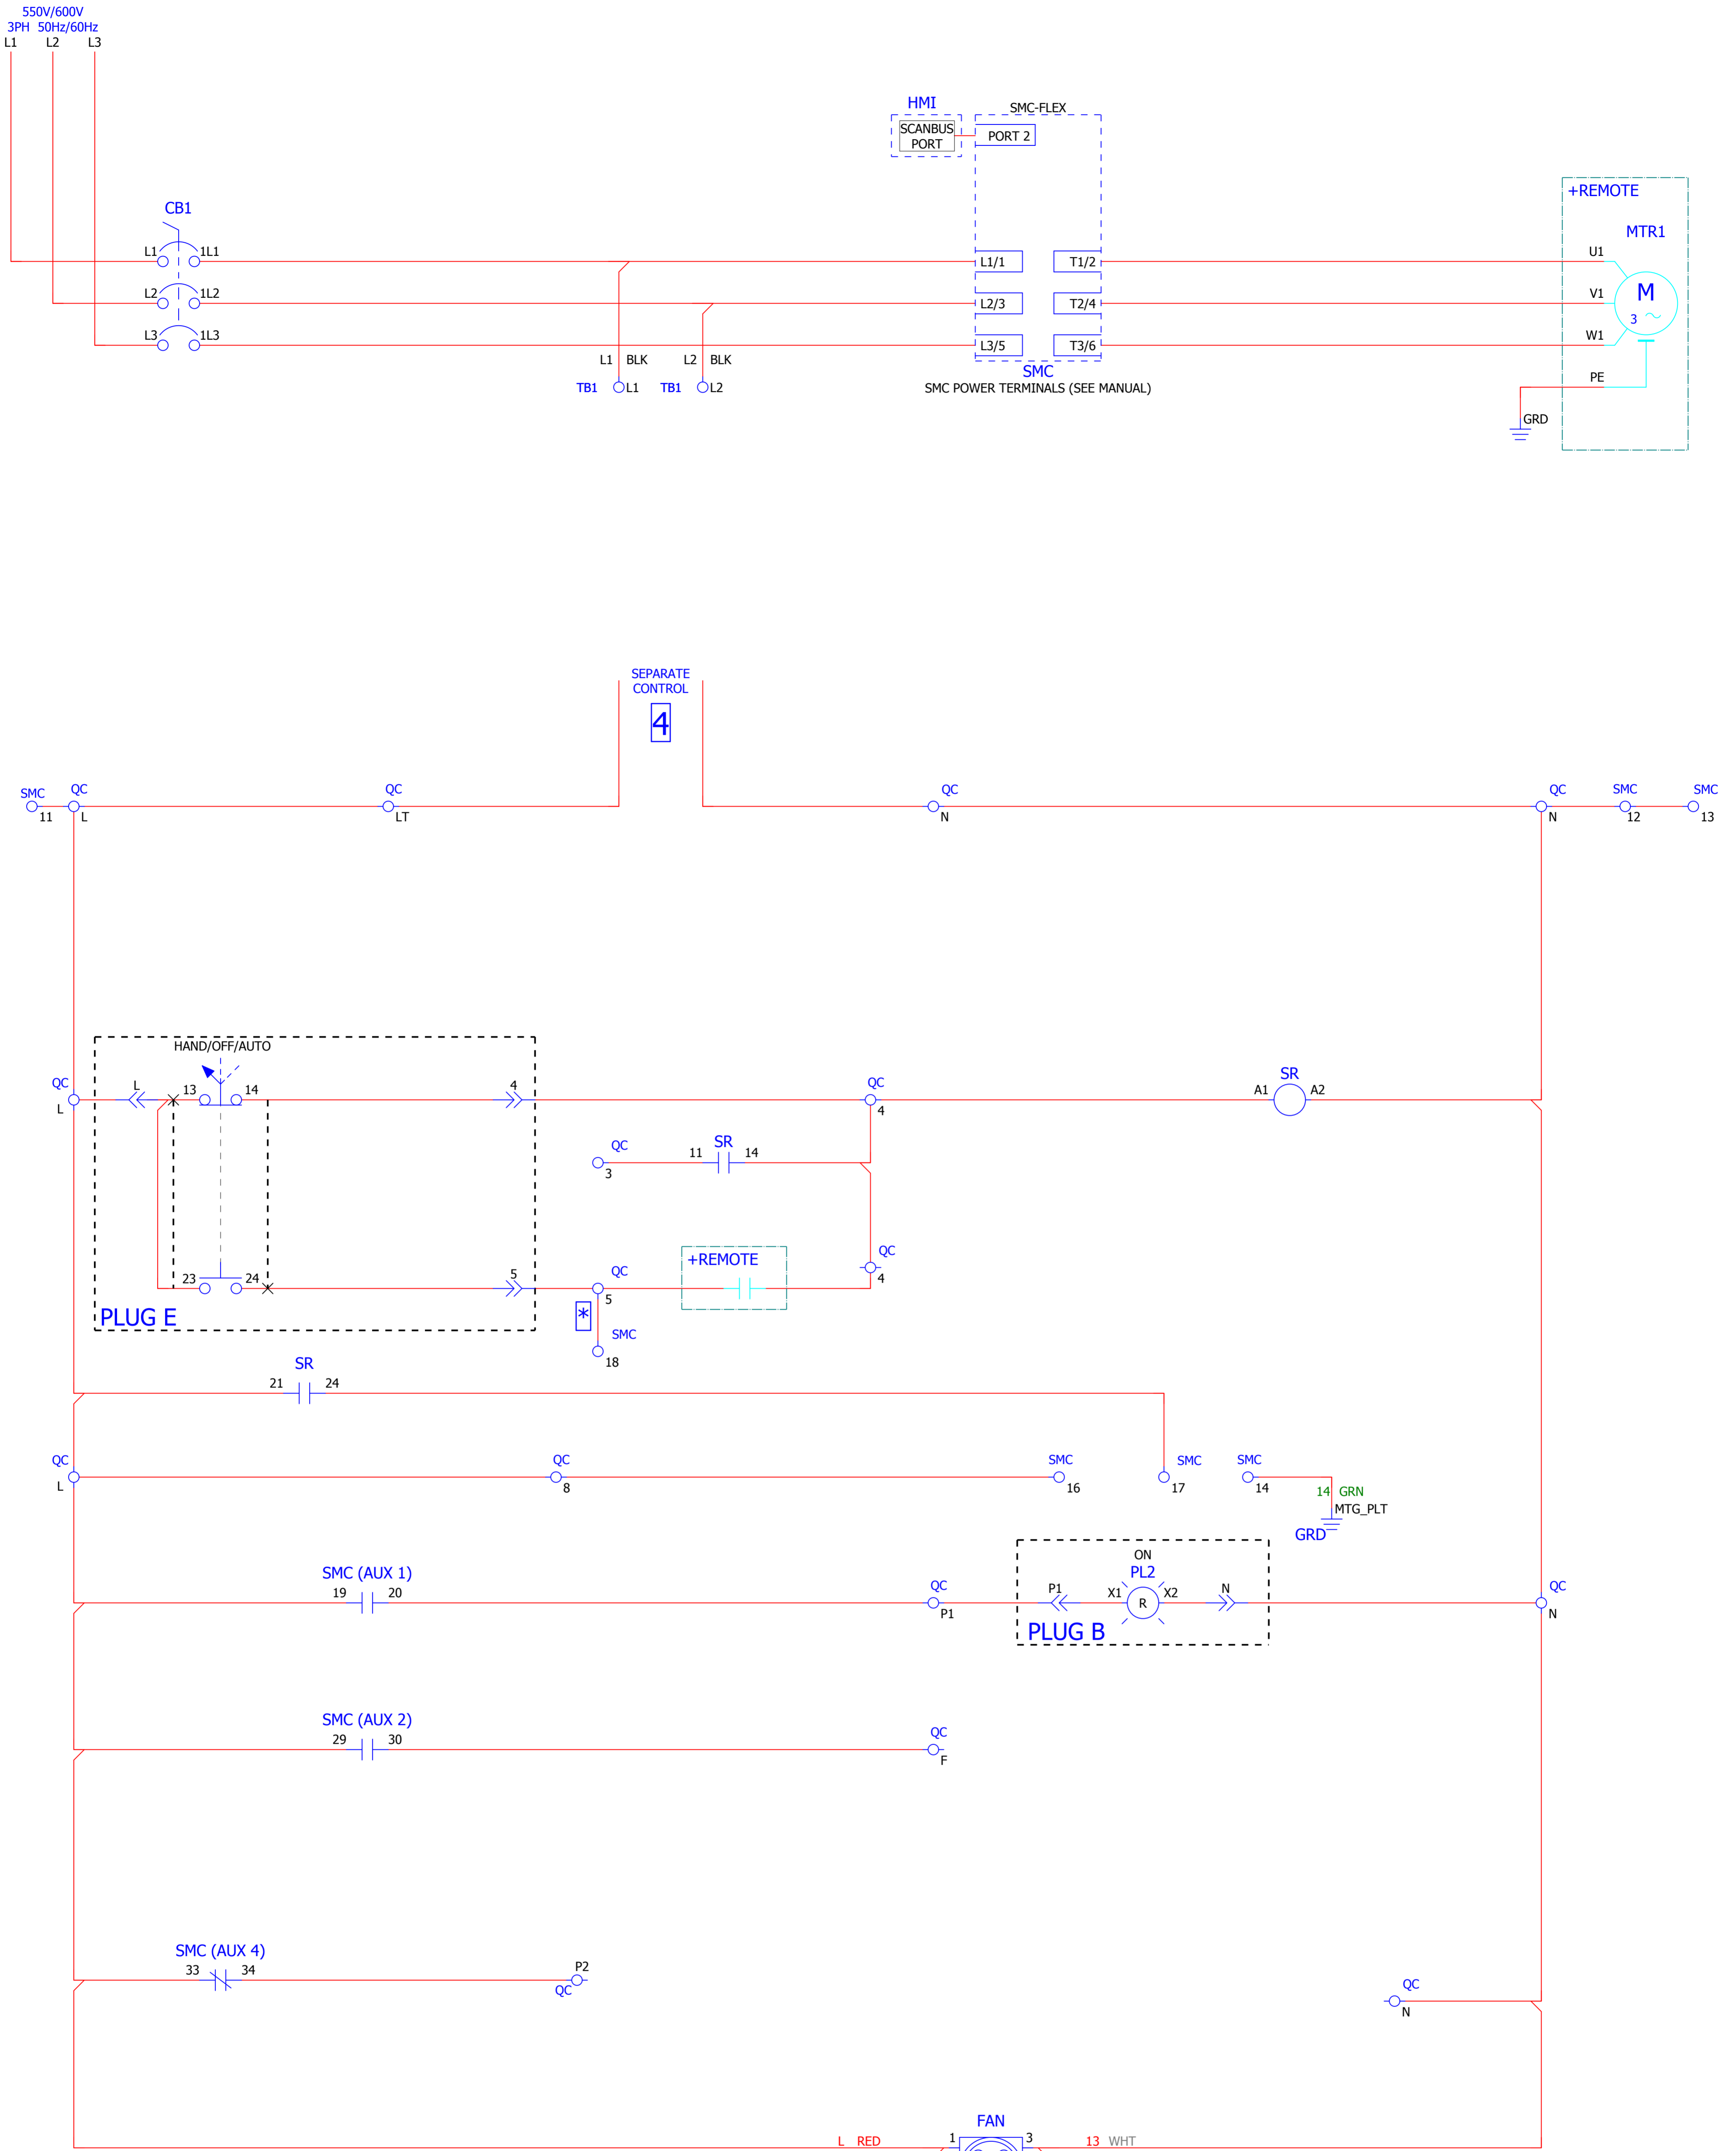 550V/600V
3PH 50Hz/60Hz
L1 L2 L3
HMI
SMC-FLEX
SCANBUS
PORT
PORT 2
+REMOTE
CB1
MTR1
L1 1L1
L1/1 T1/2
U1
L2 1L2
L2/3 T2/4
V1
M
3
L3 1L3
L3/5 T3/6
W1
L1 BLK L2 BLK
SMC
PE
TB1 L1 TB1 L2
SMC POWER TERMINALS (SEE MANUAL)
GRD
SEPARATE
CONTROL
4
SMC QC QC QC QC SMC SMC
11 L LT N N 12 13
HAND/OFF/AUTO
QC L 13 14 4 QC SR
L 4 A1 A2
QC 11 SR 14
3
+REMOTE
QC
4
23 24 5 QC
5
PLUG E
*
SMC
18
SR
21 24
QC QC SMC SMC SMC
L 8 16 17 14
14 GRN
MTG_PLT
GRD
ON
SMC (AUX 1)
PL2
19 20 QC P1 X1 R X2 N QC
P1 N
PLUG B
SMC (AUX 2)
29 30 QC
F
SMC (AUX 4)
33 34 P2
QC
QC
N
FAN
L RED 1 3 13 WHT